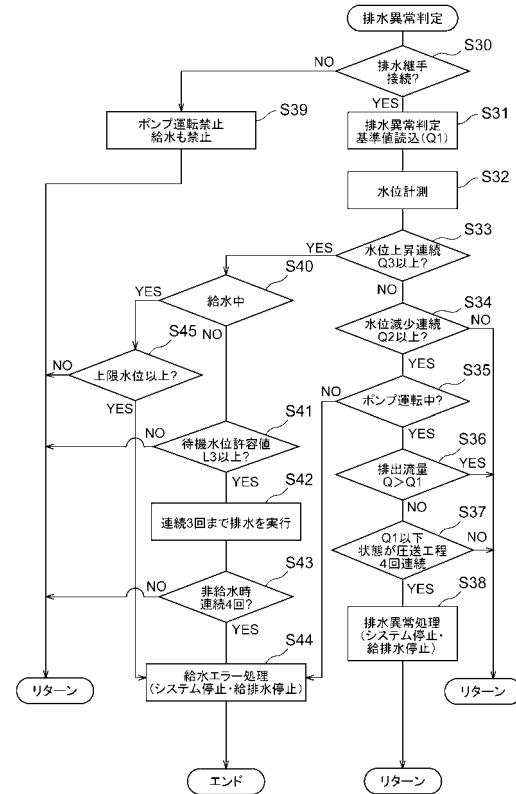 排水異常判定
S30
排水継手
接続?
NO
YES
S39
ポンプ運転禁止
給水も禁止
S31
排水異常判定
基準値読込(Q1)
S32
水位計測
S33
水位上昇連続
Q3以上?
YES
NO
S40
給水中
YES
NO
S34
水位減少連続
Q2以上?
NO
YES
S45
上限水位以上?
NO
YES
S35
ポンプ運転中?
NO
YES
S41
待機水位許容値
L3以上?
NO
YES
S36
排出流量
Q>Q1
YES
NO
S42
連続3回まで排水を実行
S37
Q1以下
状態が圧送工程
4回連続
NO
YES
S43
非給水時
連続4回?
NO
YES
S38
排水異常処理
(システム停止・
給排水停止)
S44
給水エラー処理
(システム停止・給排水停止)
リターン
リターン
エンド
リターン